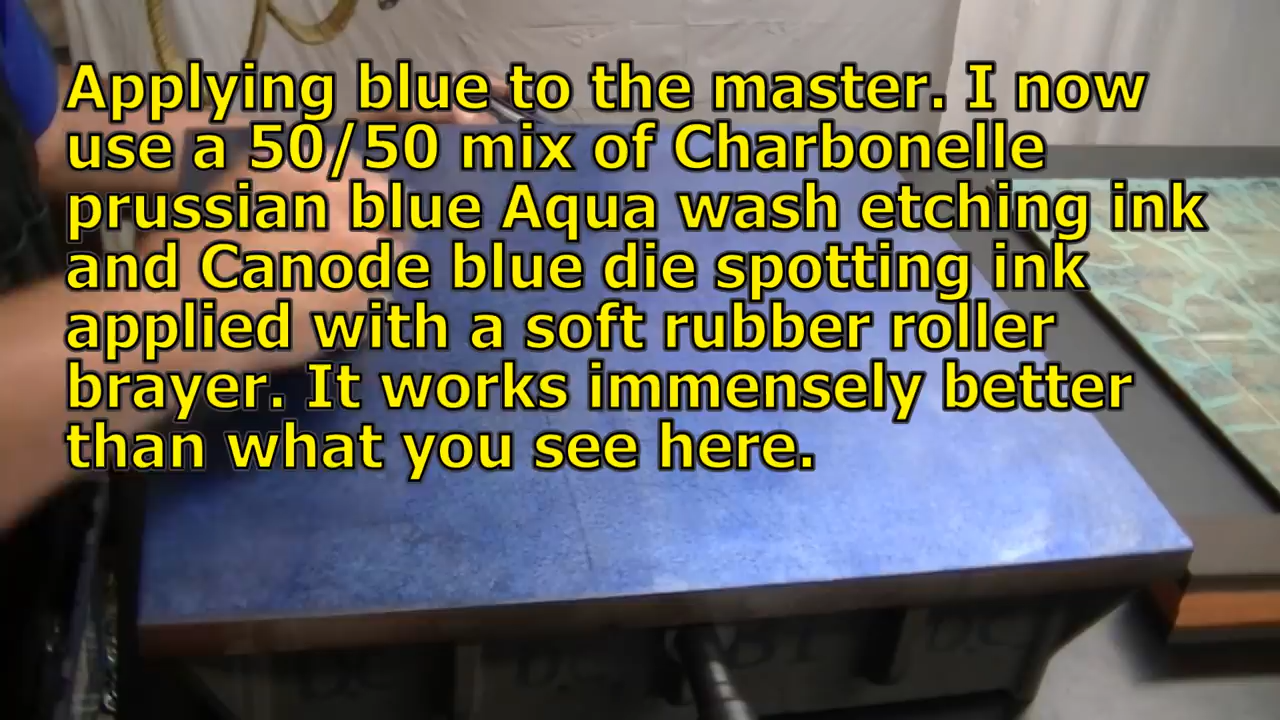 Applying blue to the master. I now
use a 50/50 mix of Charbonelle
prussian blue Aqua wash etching ink
and Canode blue die spotting ink
applied with a soft rubber roller
brayer. It works immensely better
than what you see here.